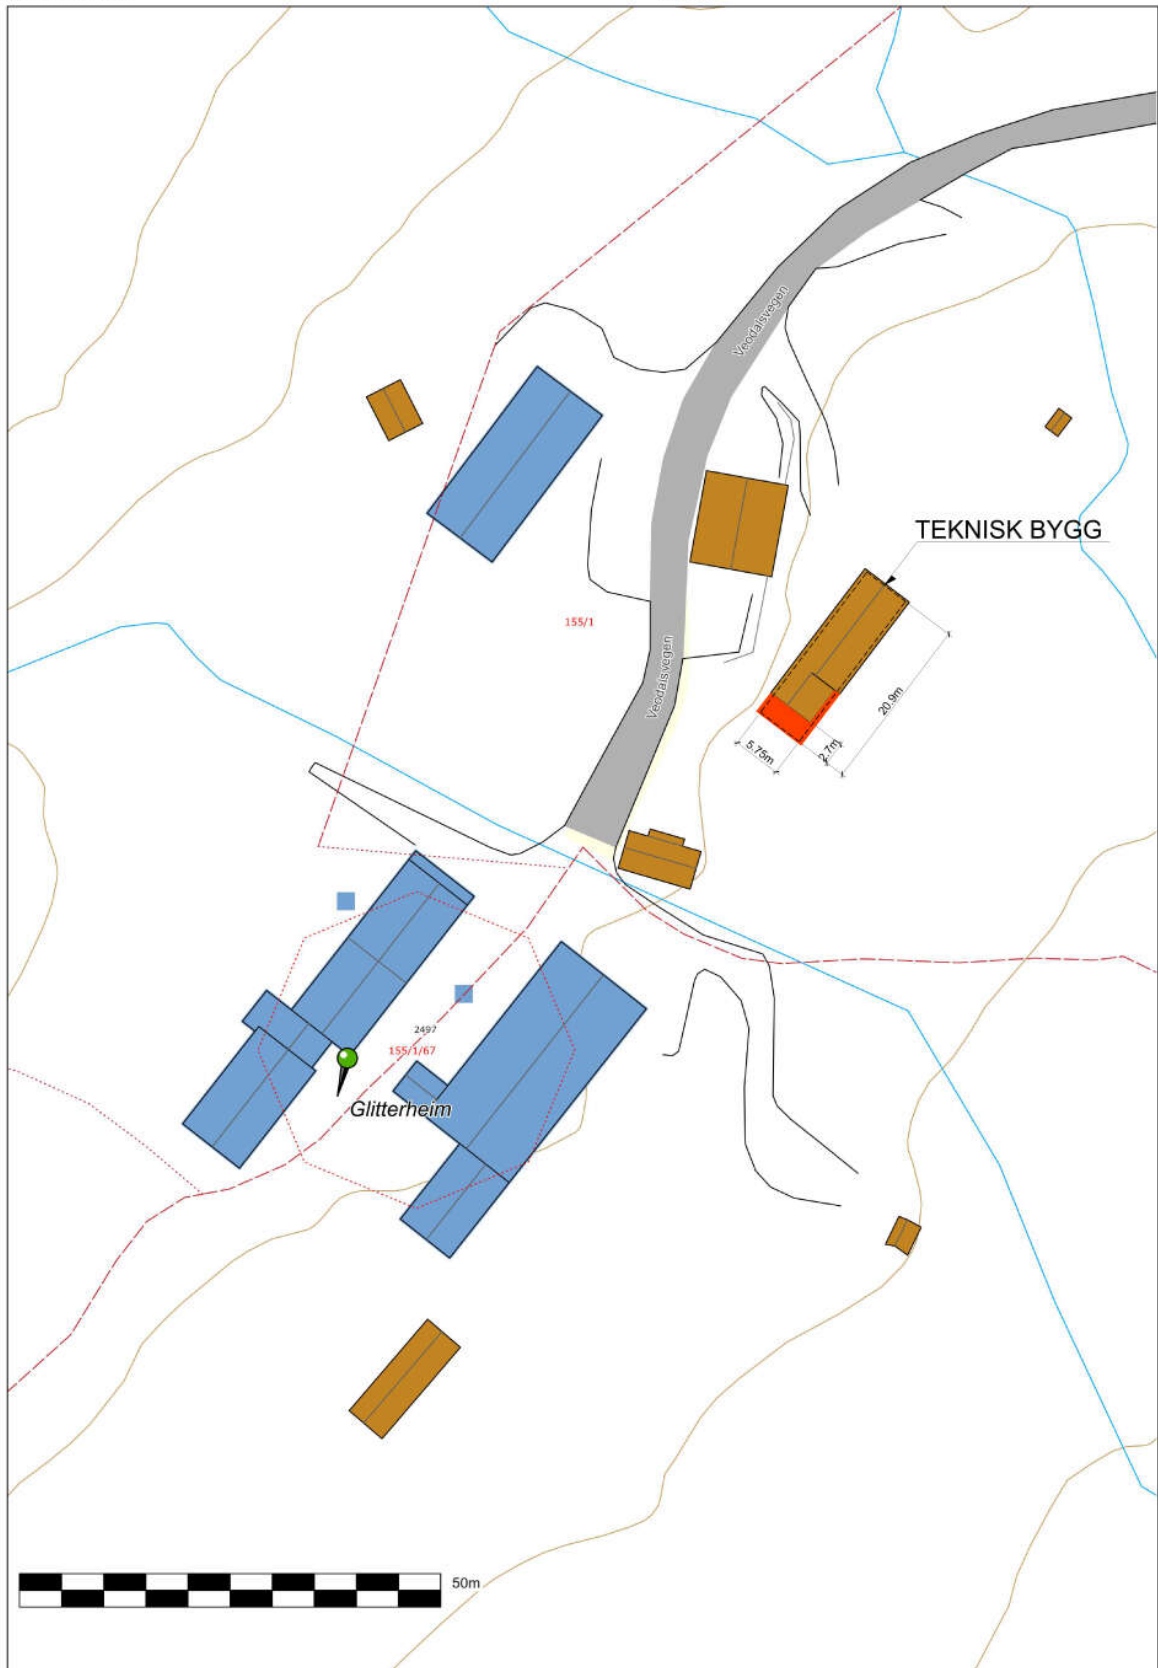 Veodalsvegen
TEKNISK BYGG
155/1
Veodalsvegen
20.9m
5.75m
2.7m
2497
155/1/67
Glitterheim
50m